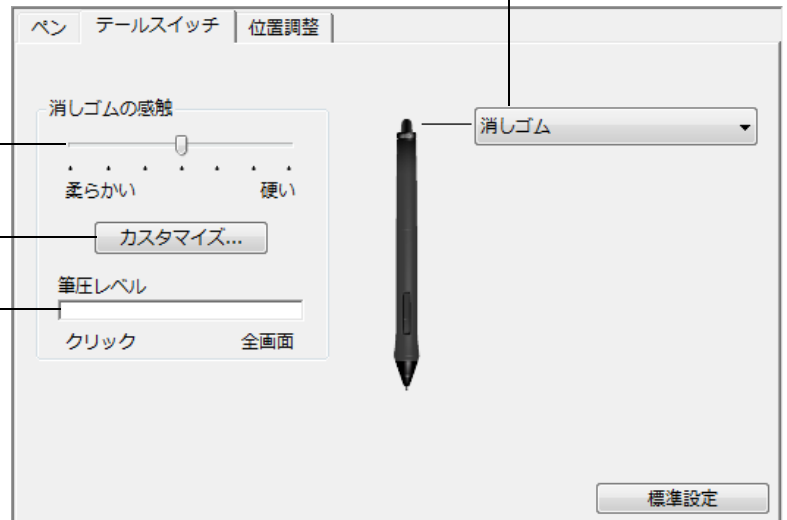 ペン テールスイッチ 位置調整
消しゴムの感触
消しゴム
柔らかい 硬い
カスタマイズ...
筆圧レベル
クリック 全画面
標準設定